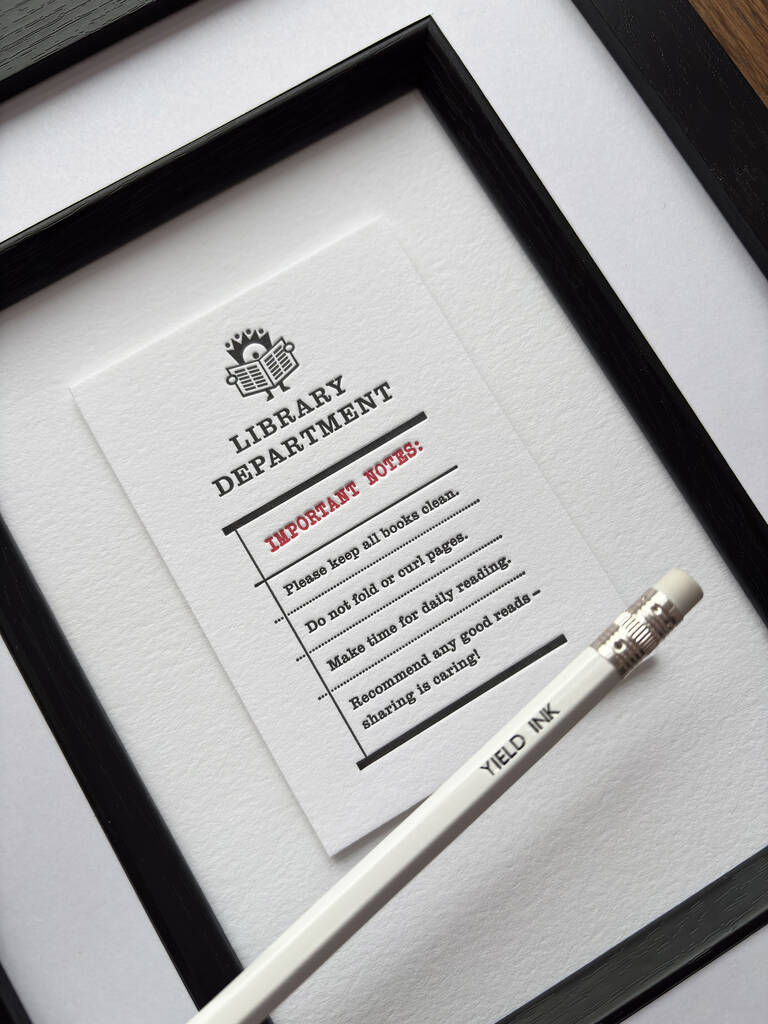 LIBRARY
DEPARTMENT
IMPORTANT NOTES:
Please keep all books clean.
Do not fold or curl pages.
Make time for daily reading.
Recommend any good reads –
sharing is caring!
YIELD INK